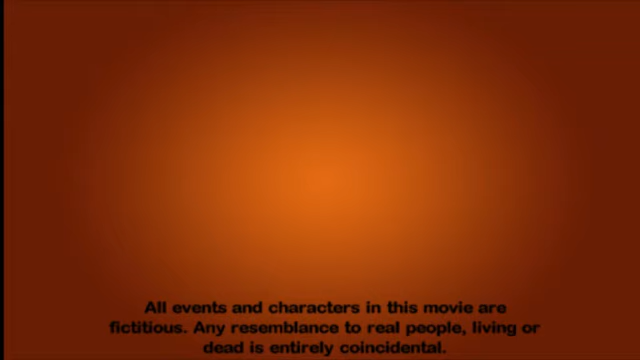 All events and characters in this movie are
fictitious. Any resemblance to real people, living or
dead is entirely coincidental.